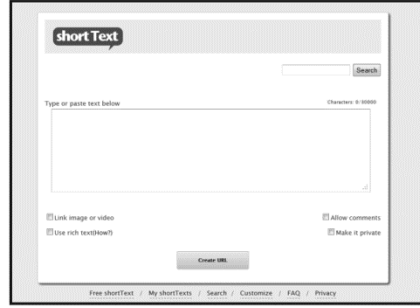 short Text
Search
Type or paste text below
Characters: 0/30000
Link image or video
Allow comments
Use rich text(How?)
Make it private
Create URL
Free shortText / My shortTexts / Search / Customize / FAQ / Privacy